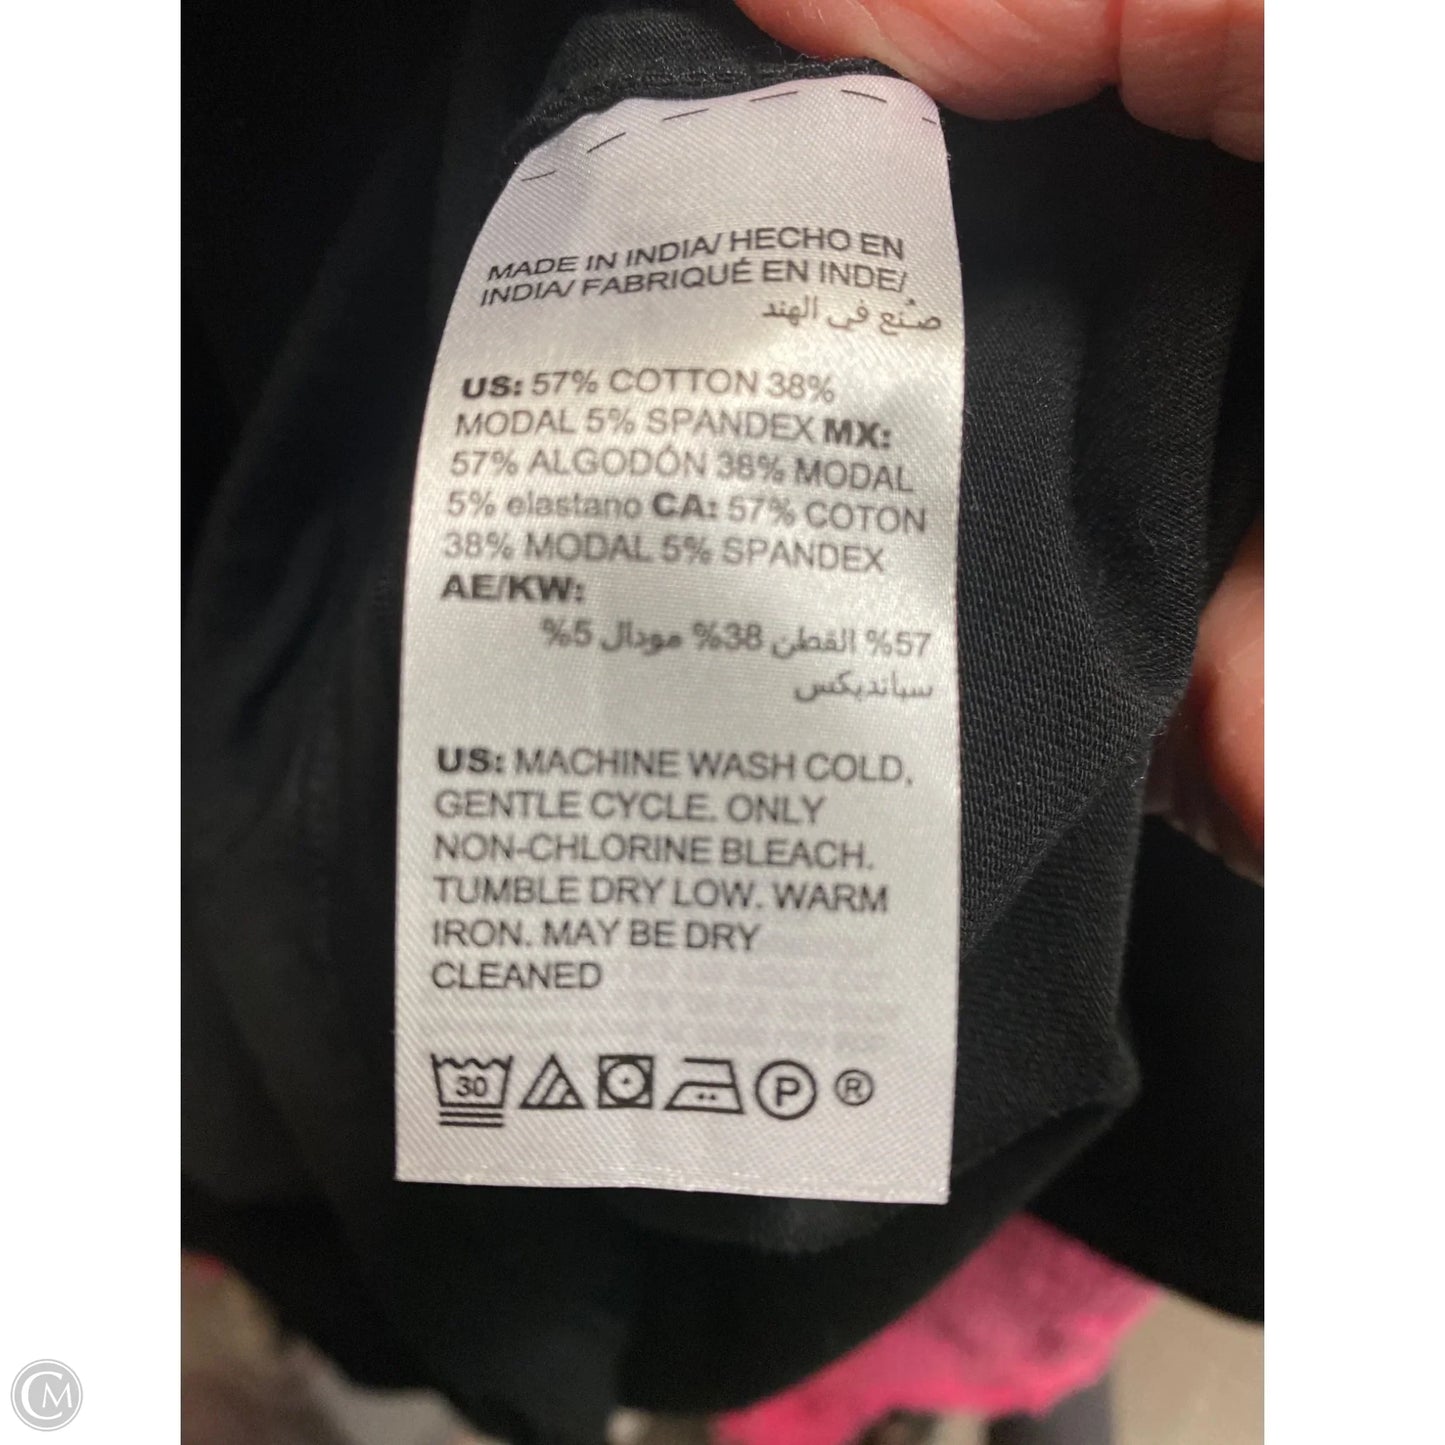 MADE IN INDIA/ HECHO EN
INDIA/ FABRIQUÉ EN INDE/
صُنع في الهند
US: 57% COTTON 38%
MODAL 5% SPANDEX MX:
57% ALGODÓN 38% MODAL
5% elastano CA: 57% COTON
38% MODAL 5% SPANDEX
AE/KW:
57% القطن 38% مودال 5%
سباندیکس
US: MACHINE WASH COLD,
GENTLE CYCLE. ONLY
NON-CHLORINE BLEACH.
TUMBLE DRY LOW. WARM
IRON. MAY BE DRY
CLEANED
30 P ®
CM